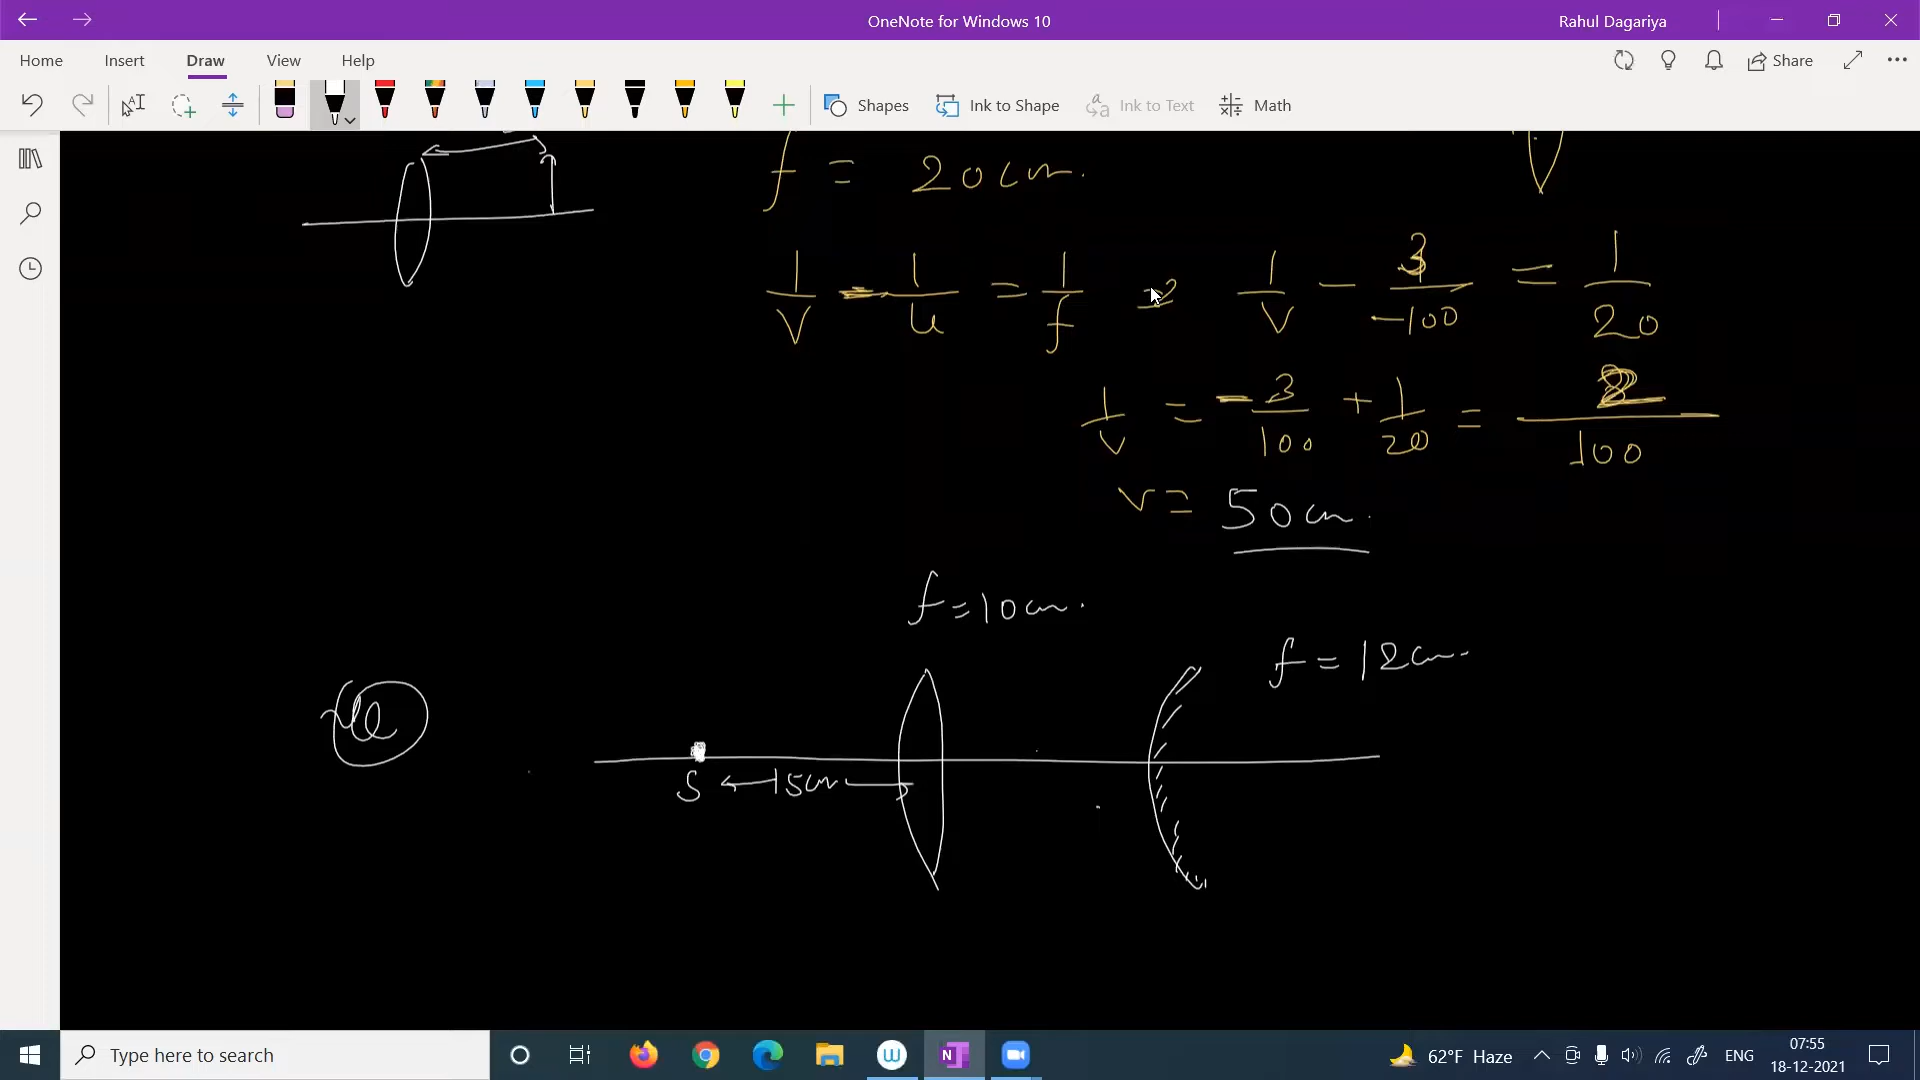 OneNote for Windows 10
Rahul Dagariya
Home Insert Draw View Help
Share
Shapes Ink to Shape Ink to Text Math
f = 20cm.
1/V - 1/u = 1/f ⇒ 1/V - 3/-100 = 1/20
1/V = -3/100 + 1/20 = 2/100
V = 50cm.
f = 10cm.
f = 12cm.
S 15cm
Type here to search
62°F Haze
ENG
07:55
18-12-2021